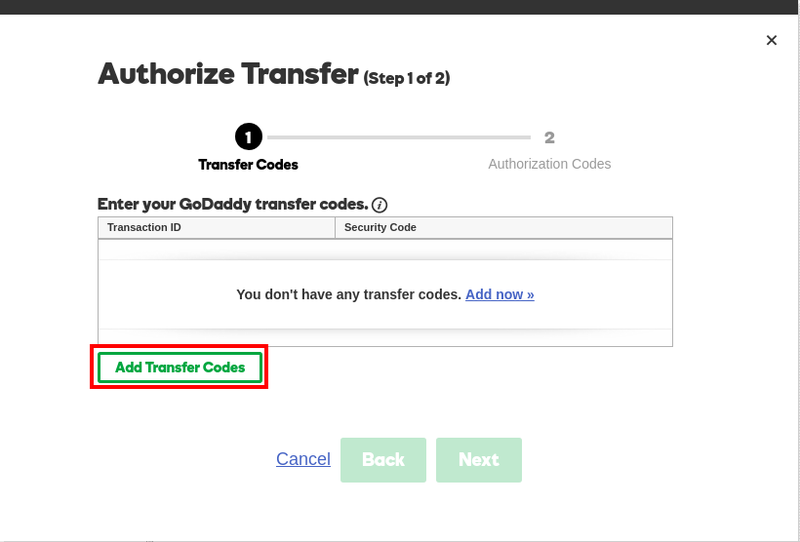 ×
Authorize Transfer (Step 1 of 2)
1 2
Transfer Codes Authorization Codes
Enter your GoDaddy transfer codes. i
Transaction ID Security Code
You don't have any transfer codes. Add now »
Add Transfer Codes
Cancel Back Next